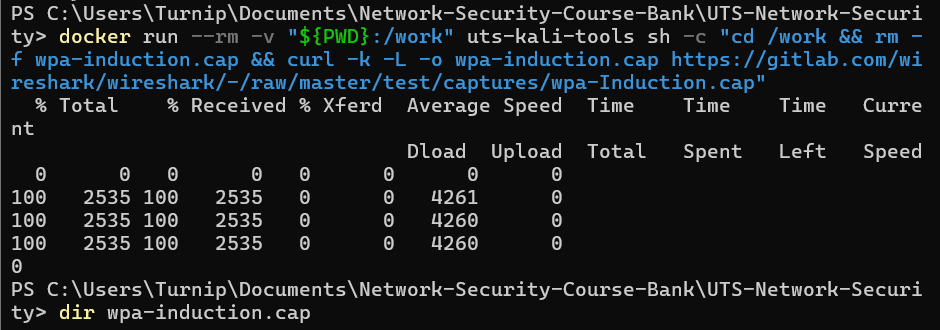 PS C:\Users\Turnip\Documents\Network-Security-Course-Bank\UTS-Network-Securi
ty> docker run --rm -v "${PWD}:/work" uts-kali-tools sh -c "cd /work && rm -
f wpa-induction.cap && curl -k -L -o wpa-induction.cap https://gitlab.com/wi
reshark/wireshark/-/raw/master/test/captures/wpa-Induction.cap"
  % Total    % Received % Xferd  Average Speed  Time    Time    Time   Curre
nt
                                 Dload  Upload  Total   Spent   Left   Speed
  0      0   0      0   0      0      0      0
100   2535 100   2535   0      0   4261      0
100   2535 100   2535   0      0   4260      0
100   2535 100   2535   0      0   4260      0
0
PS C:\Users\Turnip\Documents\Network-Security-Course-Bank\UTS-Network-Securi
ty> dir wpa-induction.cap